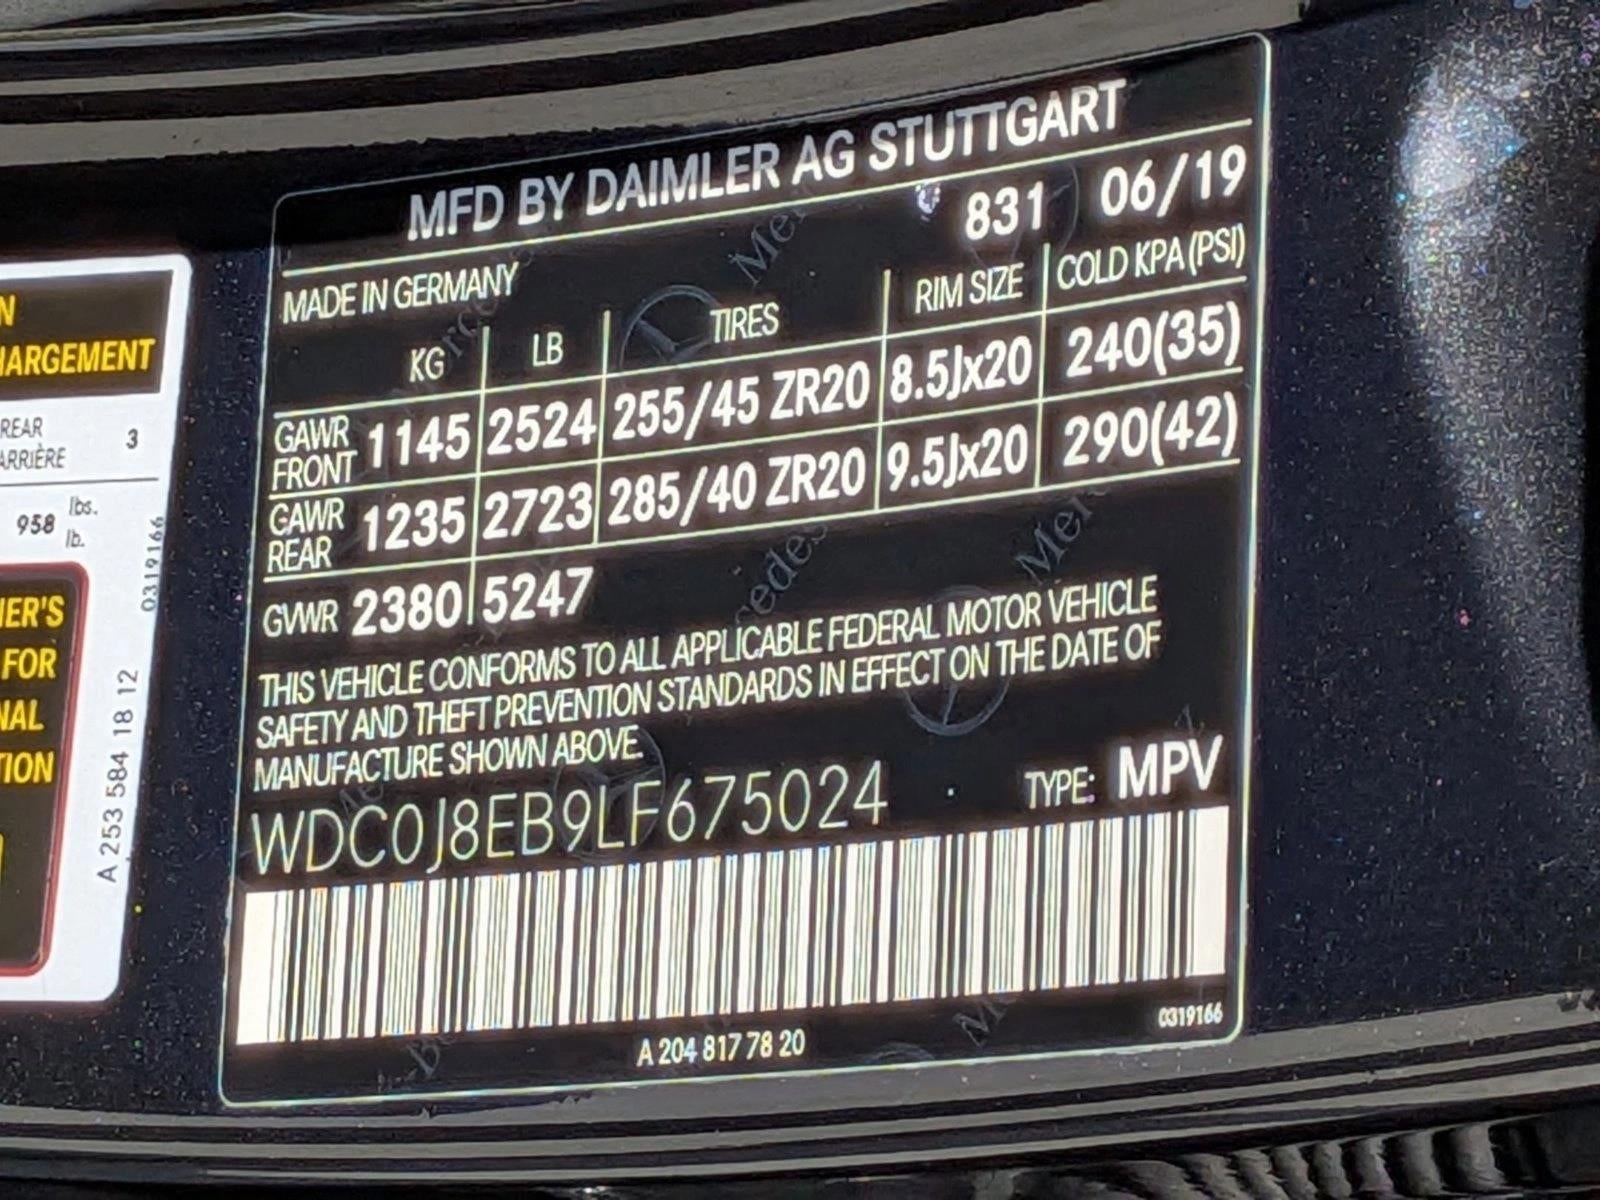 MFD BY DAIMLER AG STUTTGART
MADE IN GERMANY 831 06/19
KG LB TIRES RIM SIZE COLD KPA (PSI)
GAWR FRONT 1145 2524 255/45 ZR20 8.5Jx20 240(35)
GAWR REAR 1235 2723 285/40 ZR20 9.5Jx20 290(42)
GVWR 2380 5247
THIS VEHICLE CONFORMS TO ALL APPLICABLE FEDERAL MOTOR VEHICLE
SAFETY AND THEFT PREVENTION STANDARDS IN EFFECT ON THE DATE OF
MANUFACTURE SHOWN ABOVE.
WDC0J8EB9LF675024 TYPE: MPV
A 204 817 78 20
0319166
N
HARGEMENT
REAR 3
ARRIÈRE
958 lbs.
lb.
0319166
A 253 584 18 12
NER'S
FOR
NAL
TION